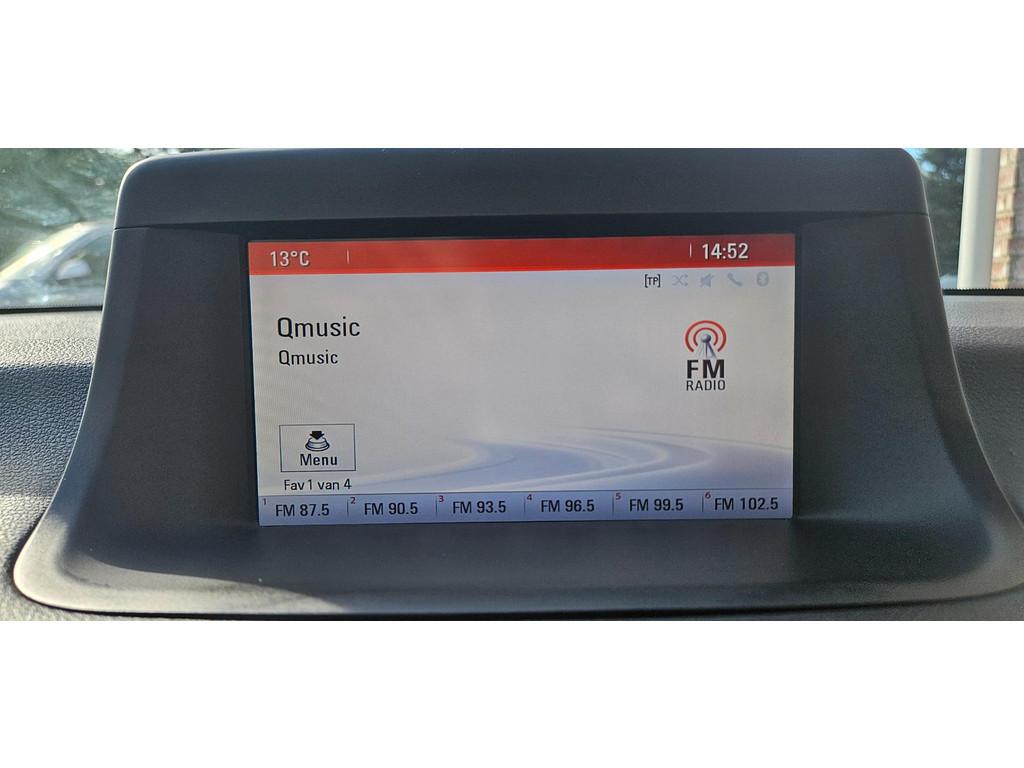 13°C 14:52
[TP]
Qmusic
Qmusic
FM
RADIO
Menu
Fav 1 van 4
1 FM 87.5 2 FM 90.5 3 FM 93.5 4 FM 96.5 5 FM 99.5 6 FM 102.5